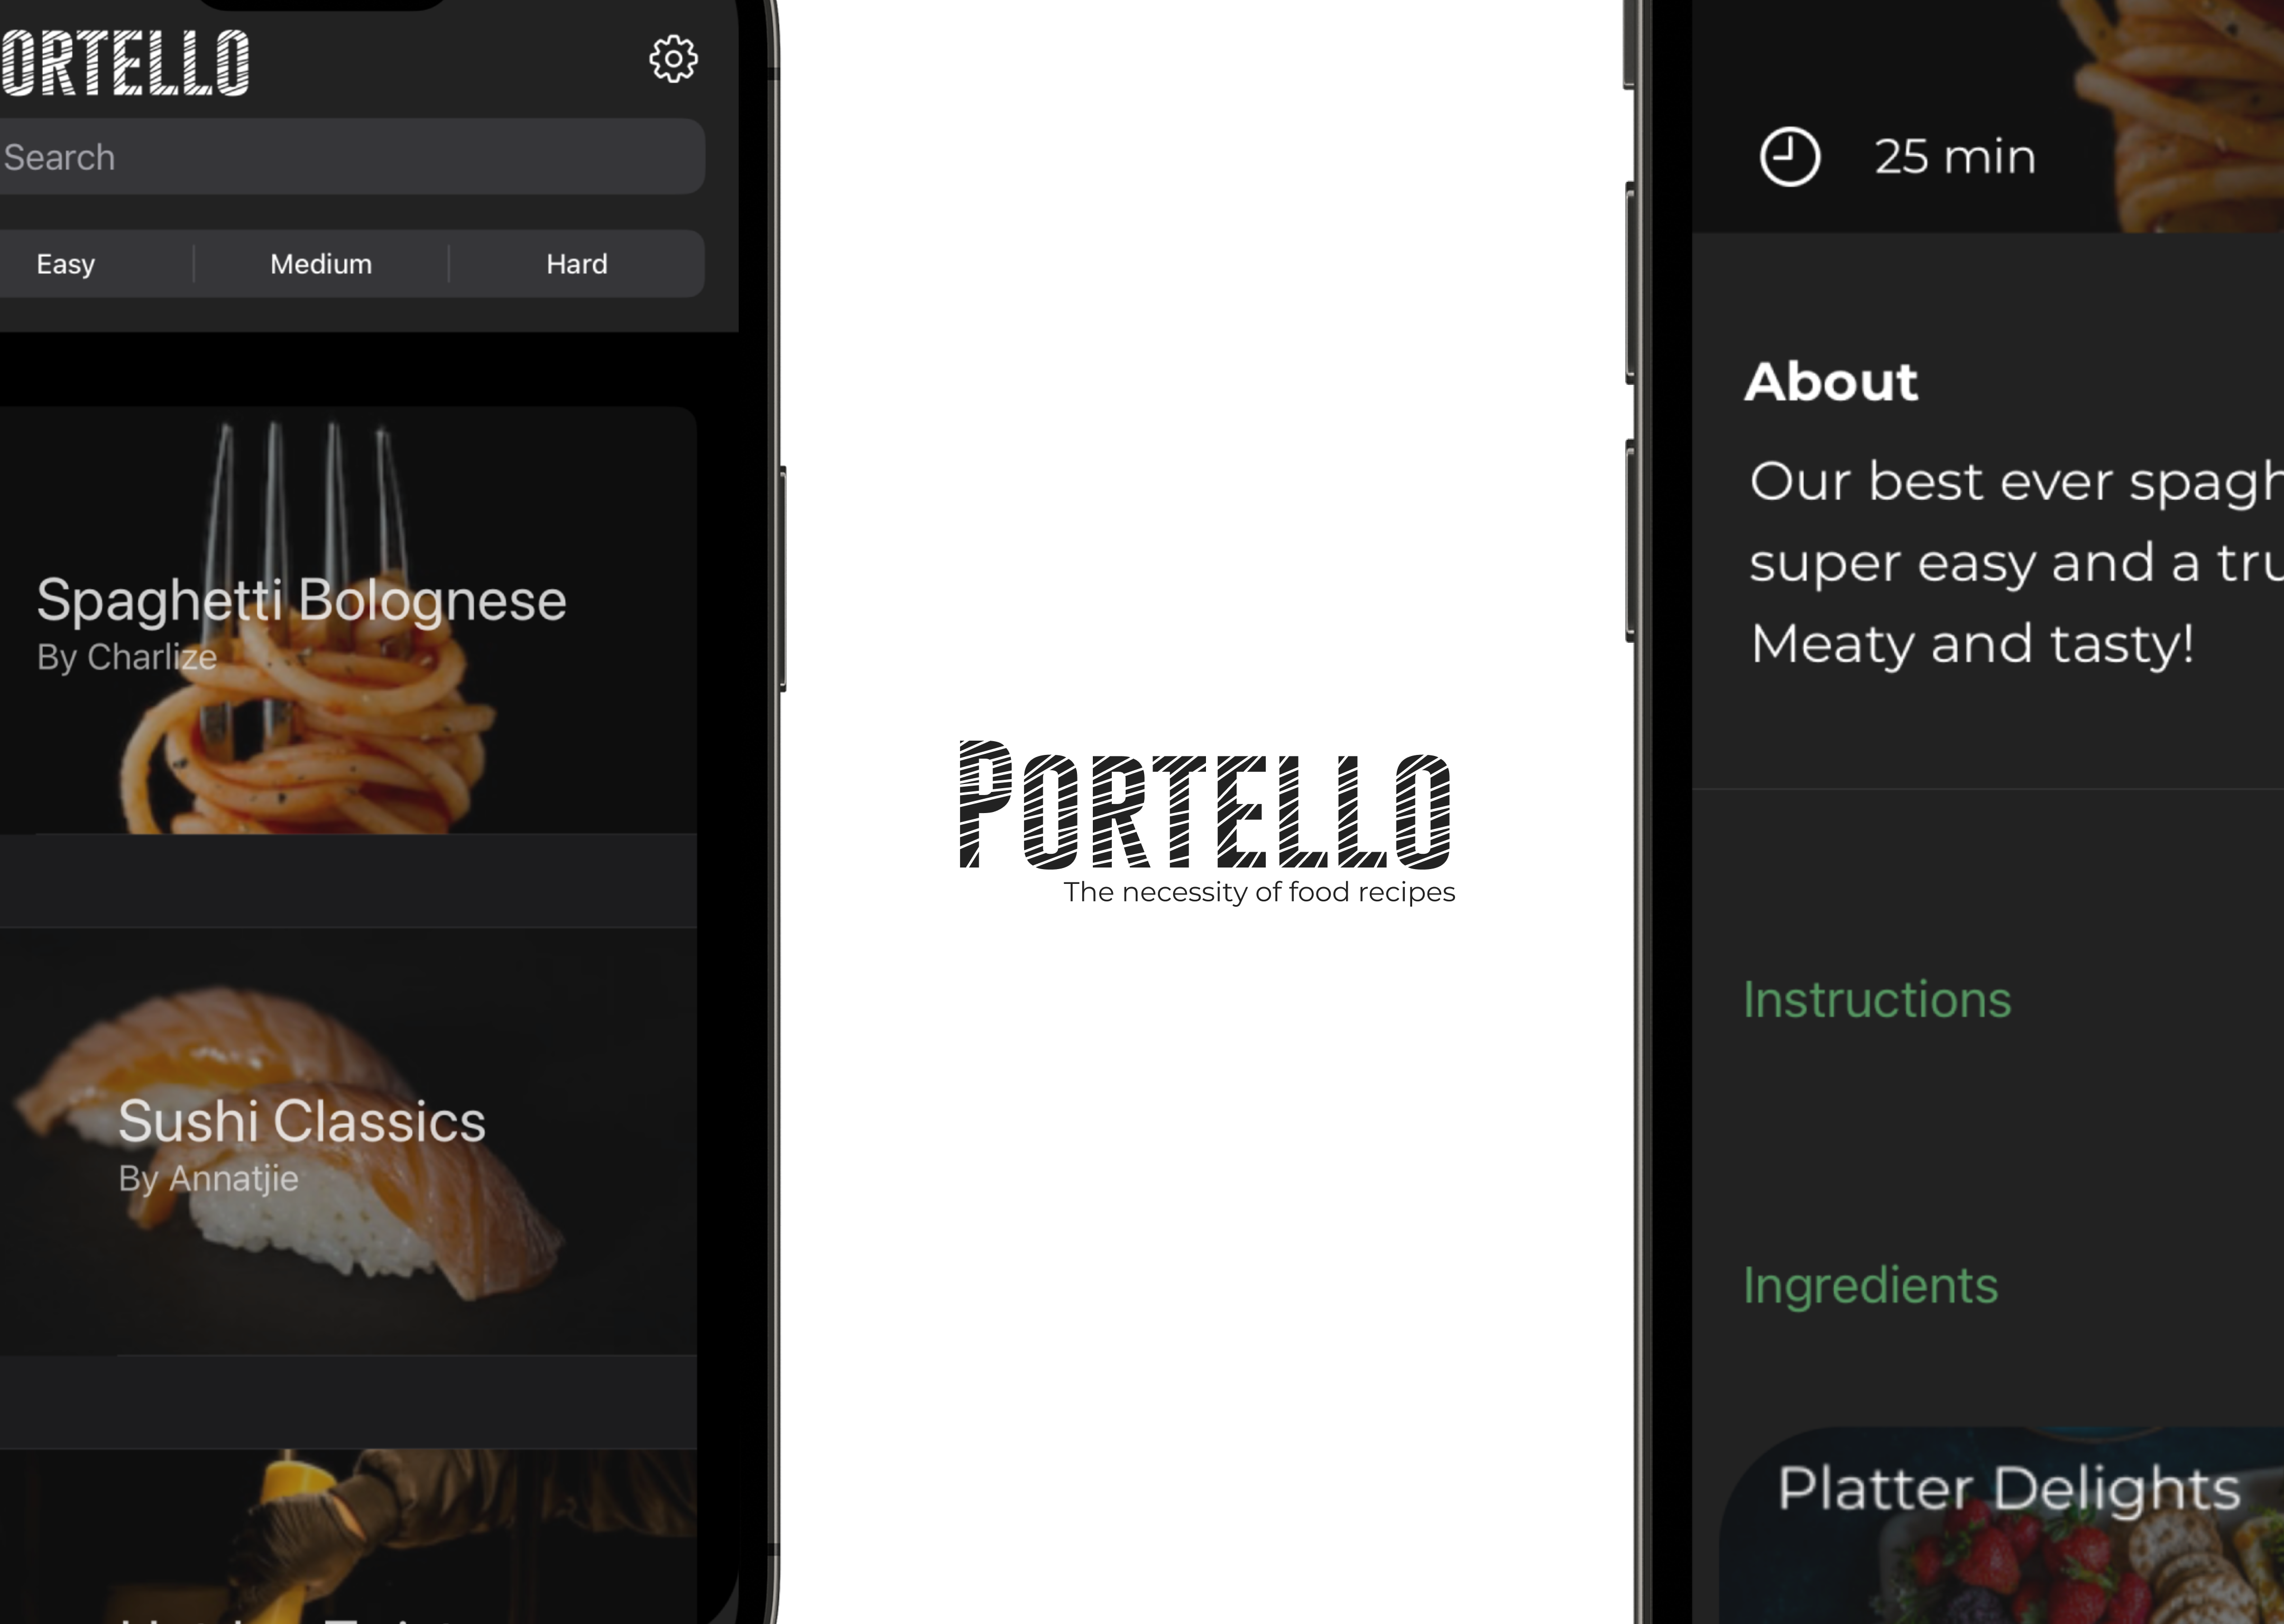 ORTELLO
Search
Easy Medium Hard
Spaghetti Bolognese
By Charlize
Sushi Classics
By Annatjie
PORTELLO
The necessity of food recipes
25 min
About
Our best ever spagh
super easy and a tru
Meaty and tasty!
Instructions
Ingredients
Platter Delights